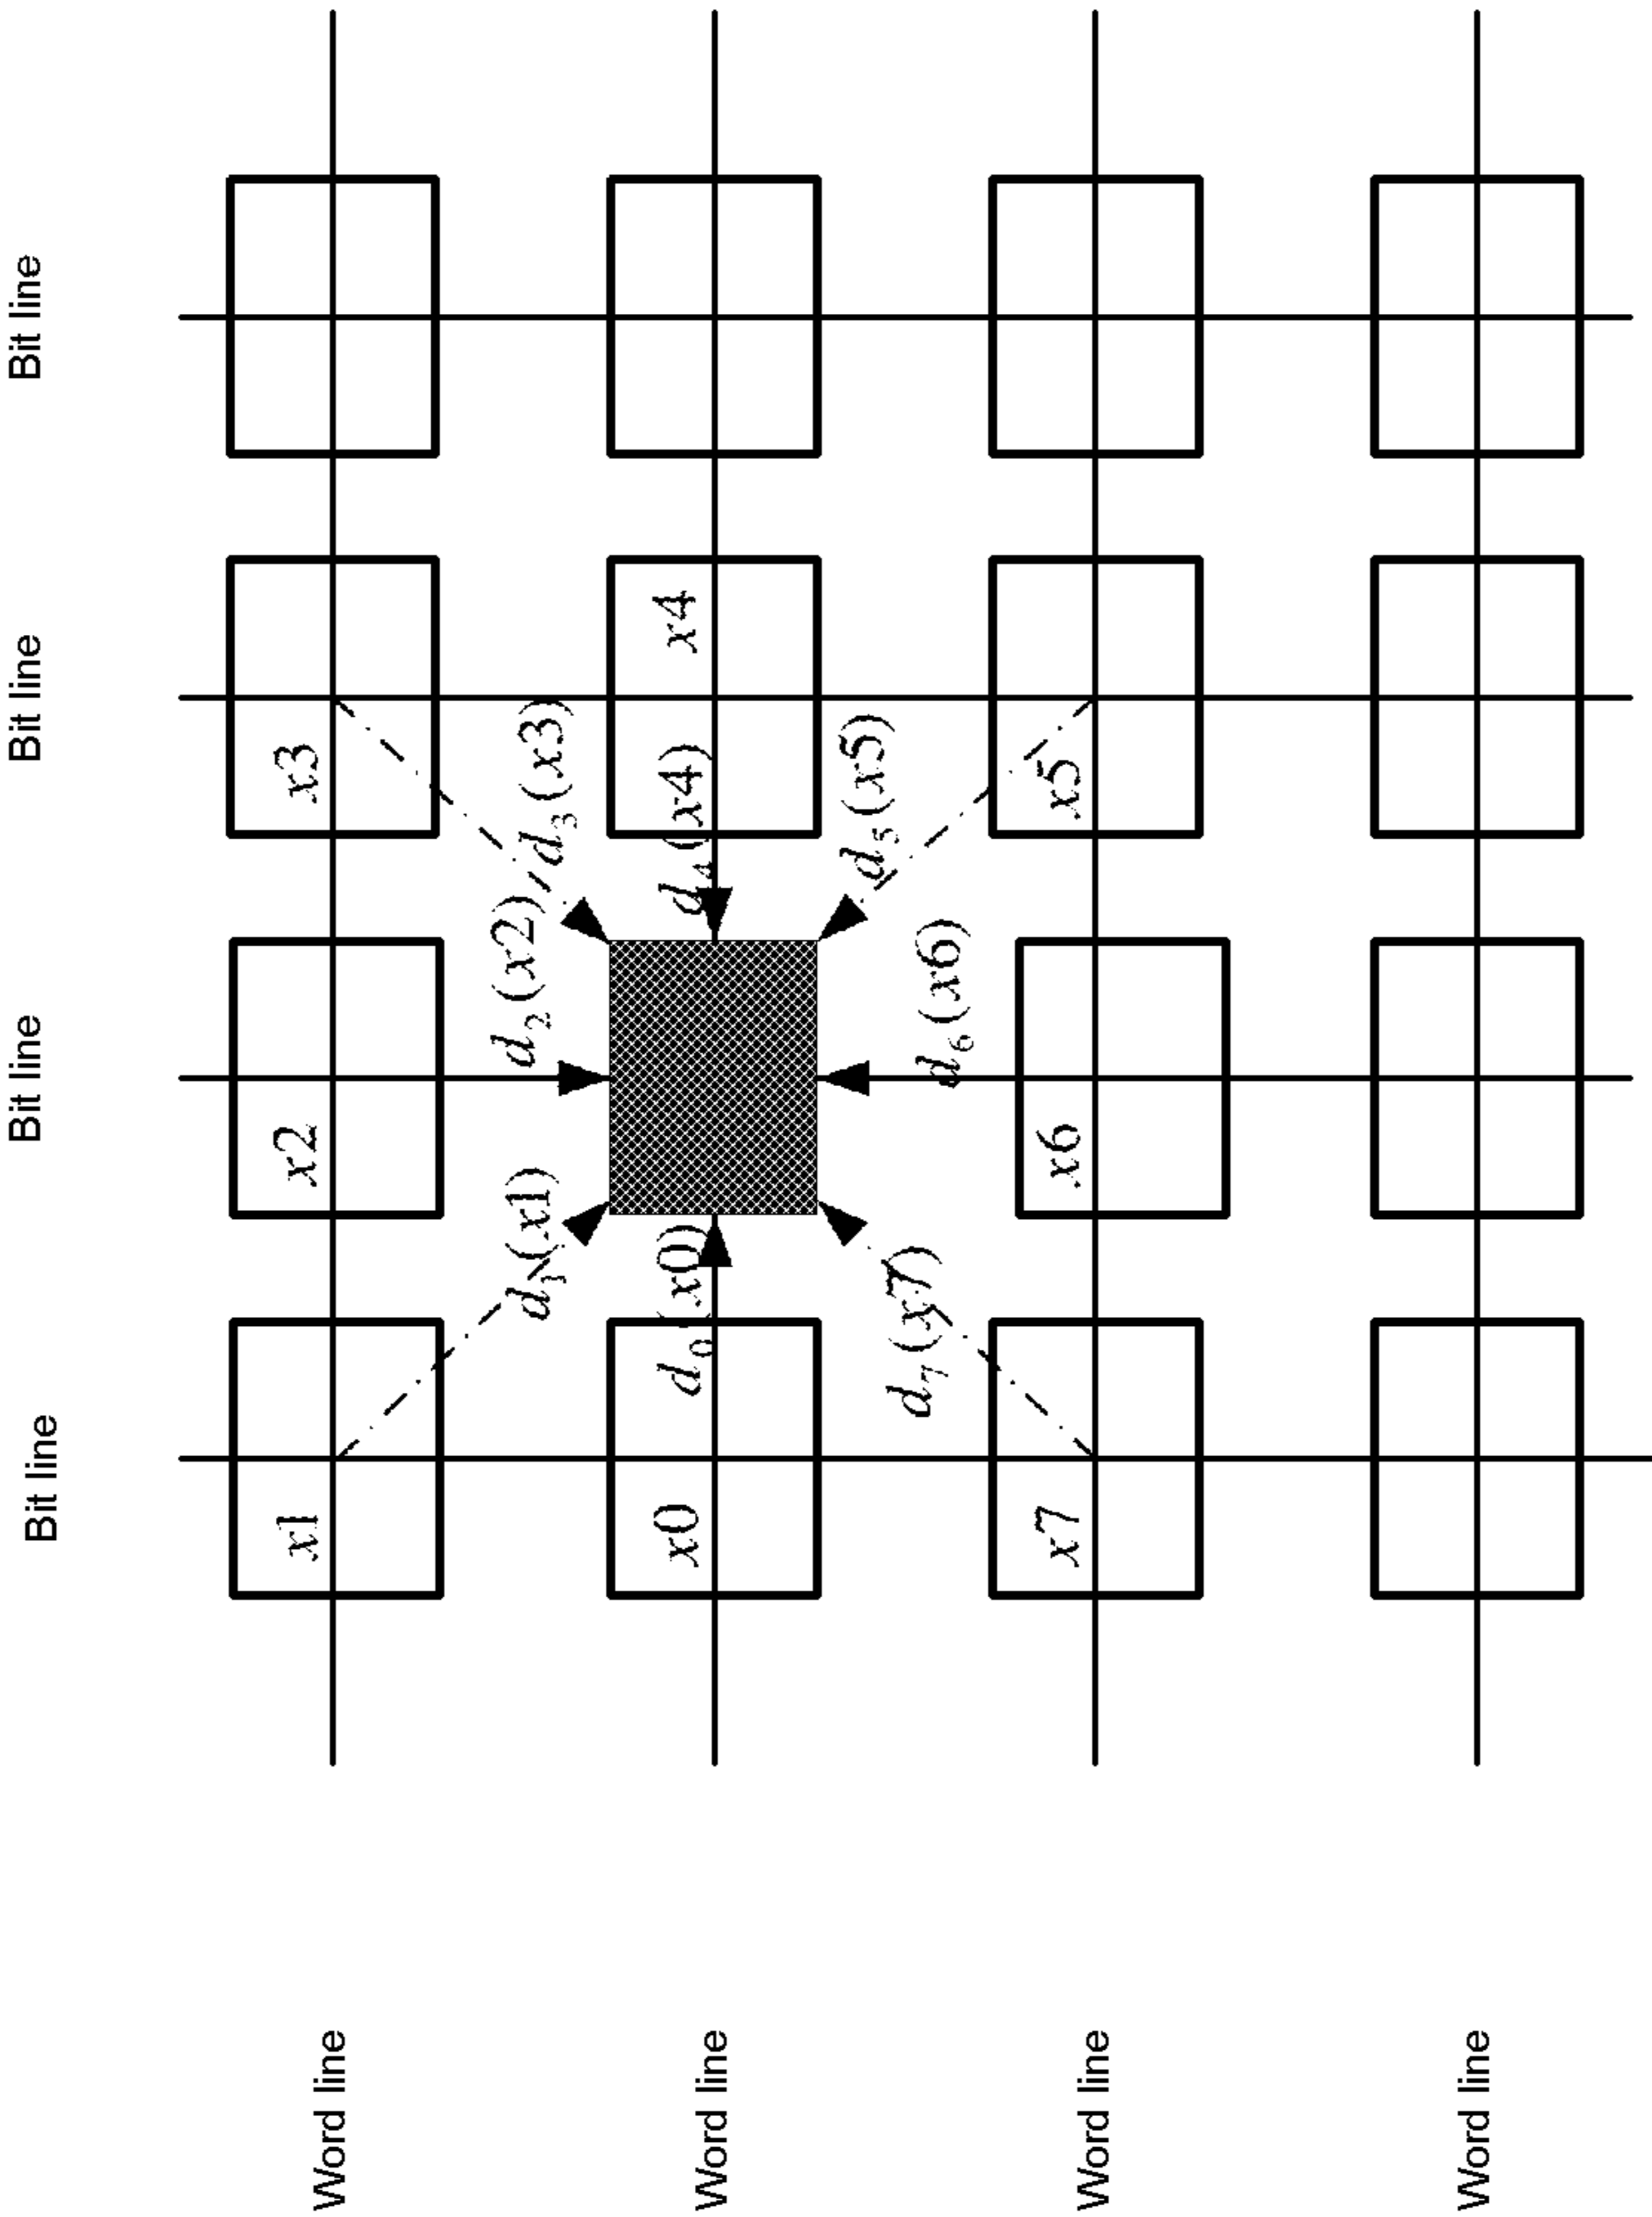 Bit line Bit line Bit line Bit line
Word line x1 x2 x3
d₁(x1) d₂(x2) d₃(x3)
Word line x0 d₀(x0) d₄(x4) x4
d₇(x7) d₆(x6) d₅(x5)
Word line x7 x6 x5
Word line